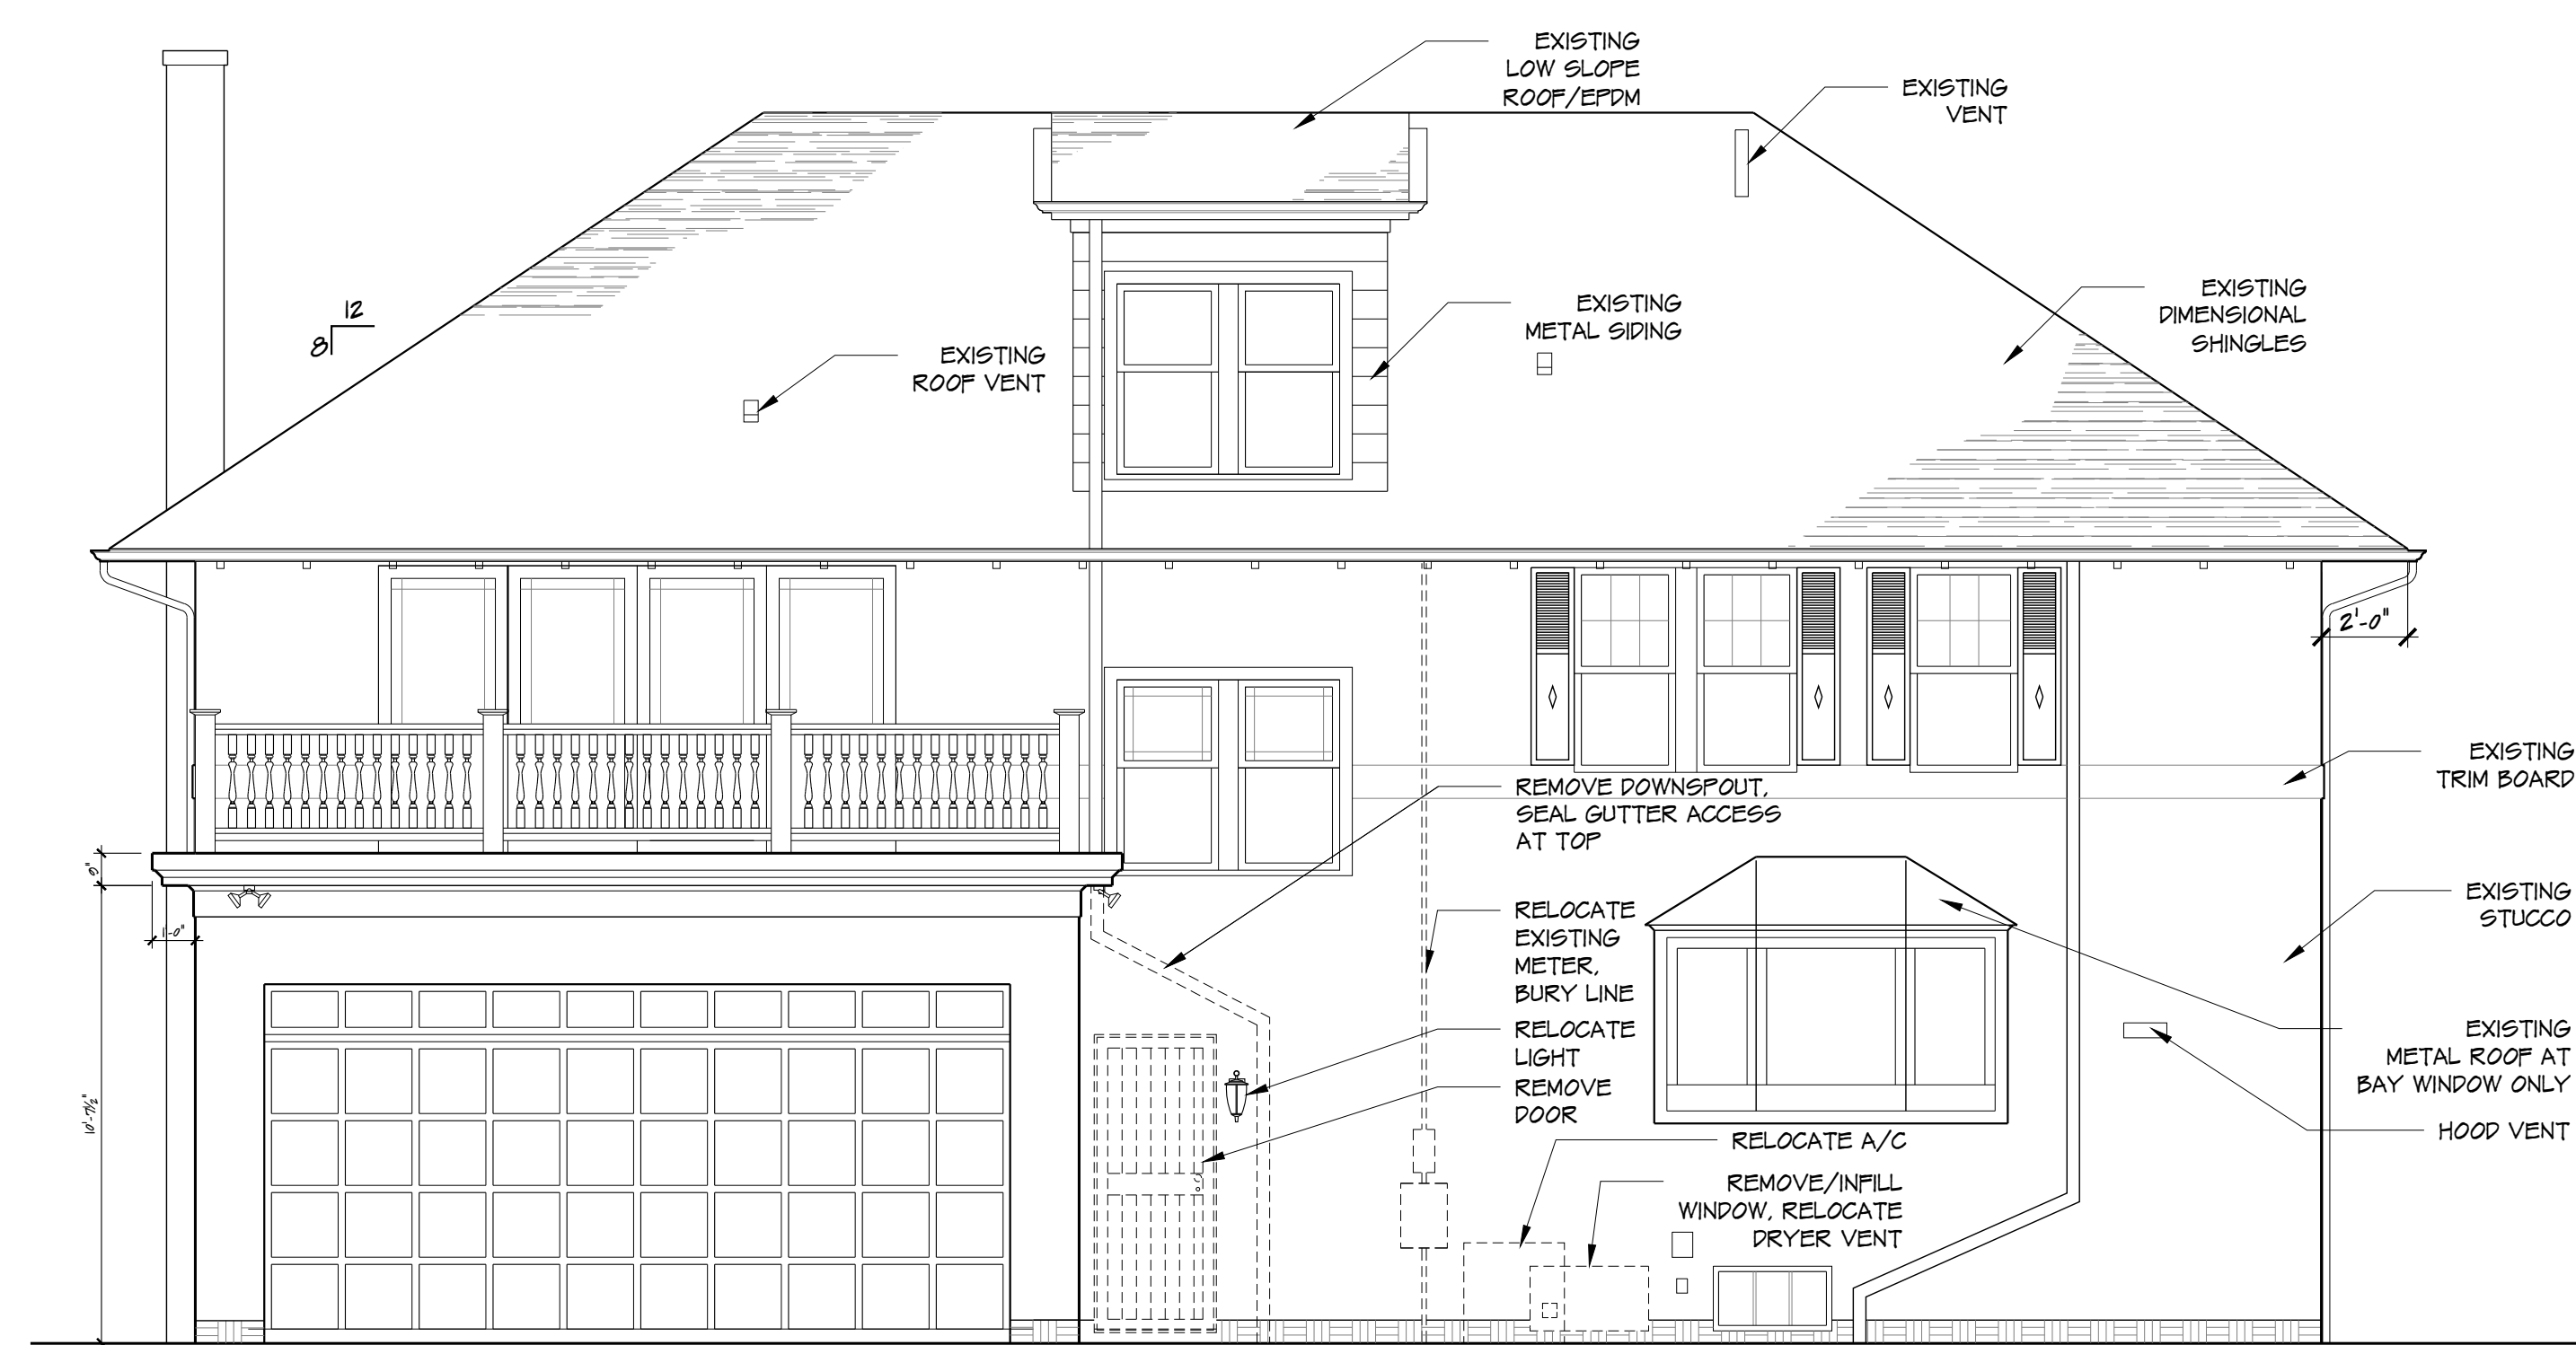 EXISTING
LOW SLOPE
ROOF/EPDM
EXISTING
VENT
EXISTING
DIMENSIONAL
SHINGLES
12
8
EXISTING
METAL SIDING
EXISTING
ROOF VENT
2'-0"
EXISTING
TRIM BOARD
REMOVE DOWNSPOUT,
SEAL GUTTER ACCESS
AT TOP
9"
1'-0"
10'-7½"
EXISTING
STUCCO
RELOCATE
EXISTING
METER,
BURY LINE
RELOCATE
LIGHT
REMOVE
DOOR
EXISTING
METAL ROOF AT
BAY WINDOW ONLY
HOOD VENT
RELOCATE A/C
REMOVE/INFILL
WINDOW, RELOCATE
DRYER VENT